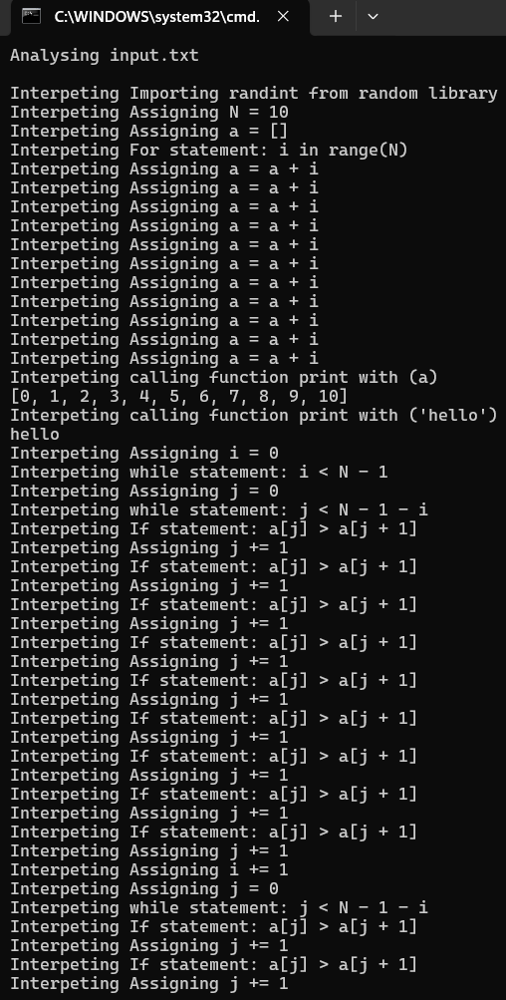 C:\WINDOWS\system32\cmd.
Analysing input.txt
Interpeting Importing randint from random library
Interpeting Assigning N = 10
Interpeting Assigning a = []
Interpeting For statement: i in range(N)
Interpeting Assigning a = a + i
Interpeting Assigning a = a + i
Interpeting Assigning a = a + i
Interpeting Assigning a = a + i
Interpeting Assigning a = a + i
Interpeting Assigning a = a + i
Interpeting Assigning a = a + i
Interpeting Assigning a = a + i
Interpeting Assigning a = a + i
Interpeting Assigning a = a + i
Interpeting Assigning a = a + i
Interpeting calling function print with (a)
[0, 1, 2, 3, 4, 5, 6, 7, 8, 9, 10]
Interpeting calling function print with ('hello')
hello
Interpeting Assigning i = 0
Interpeting while statement: i < N - 1
Interpeting Assigning j = 0
Interpeting while statement: j < N - 1 - i
Interpeting If statement: a[j] > a[j + 1]
Interpeting Assigning j += 1
Interpeting If statement: a[j] > a[j + 1]
Interpeting Assigning j += 1
Interpeting If statement: a[j] > a[j + 1]
Interpeting Assigning j += 1
Interpeting If statement: a[j] > a[j + 1]
Interpeting Assigning j += 1
Interpeting If statement: a[j] > a[j + 1]
Interpeting Assigning j += 1
Interpeting If statement: a[j] > a[j + 1]
Interpeting Assigning j += 1
Interpeting If statement: a[j] > a[j + 1]
Interpeting Assigning j += 1
Interpeting If statement: a[j] > a[j + 1]
Interpeting Assigning j += 1
Interpeting If statement: a[j] > a[j + 1]
Interpeting Assigning j += 1
Interpeting Assigning i += 1
Interpeting Assigning j = 0
Interpeting while statement: j < N - 1 - i
Interpeting If statement: a[j] > a[j + 1]
Interpeting Assigning j += 1
Interpeting If statement: a[j] > a[j + 1]
Interpeting Assigning j += 1